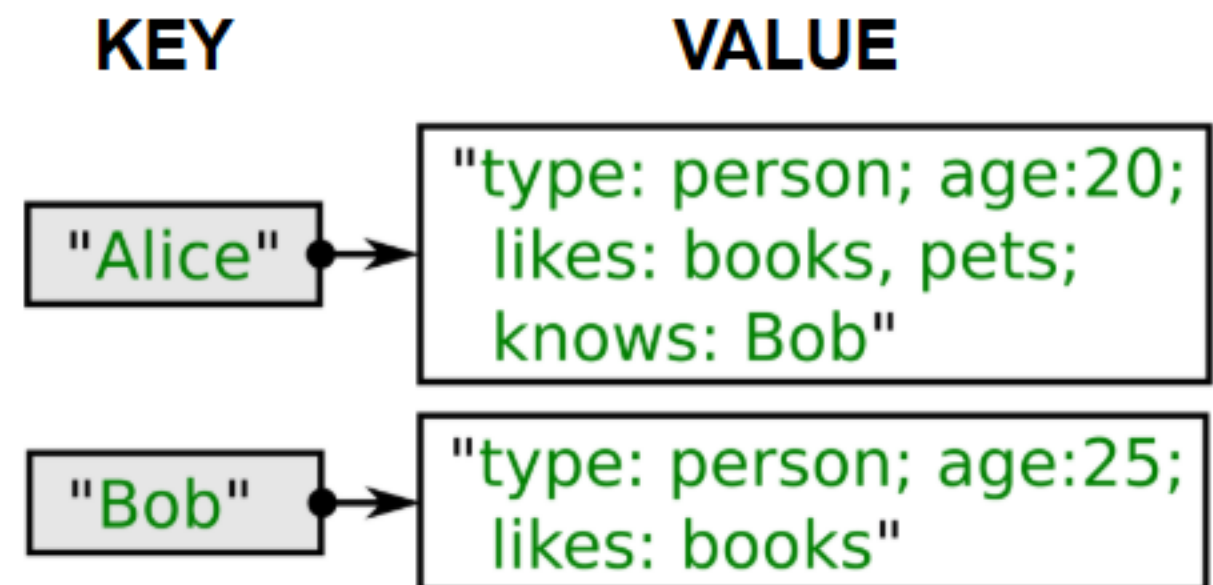 KEY VALUE
"Alice"
"type: person; age:20;
likes: books, pets;
knows: Bob"
"Bob"
"type: person; age:25;
likes: books"